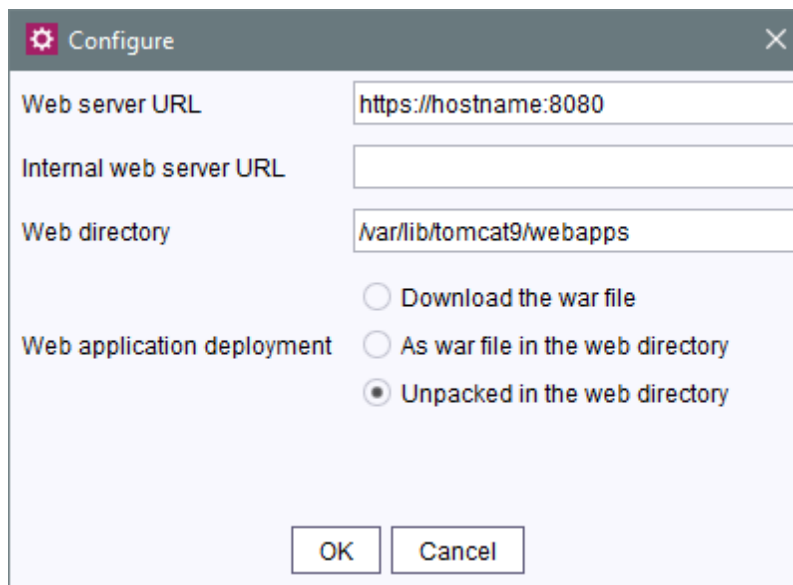 Configure
Web server URL
https://hostname:8080
Internal web server URL
Web directory
/var/lib/tomcat9/webapps
Download the war file
Web application deployment
As war file in the web directory
Unpacked in the web directory
OK
Cancel